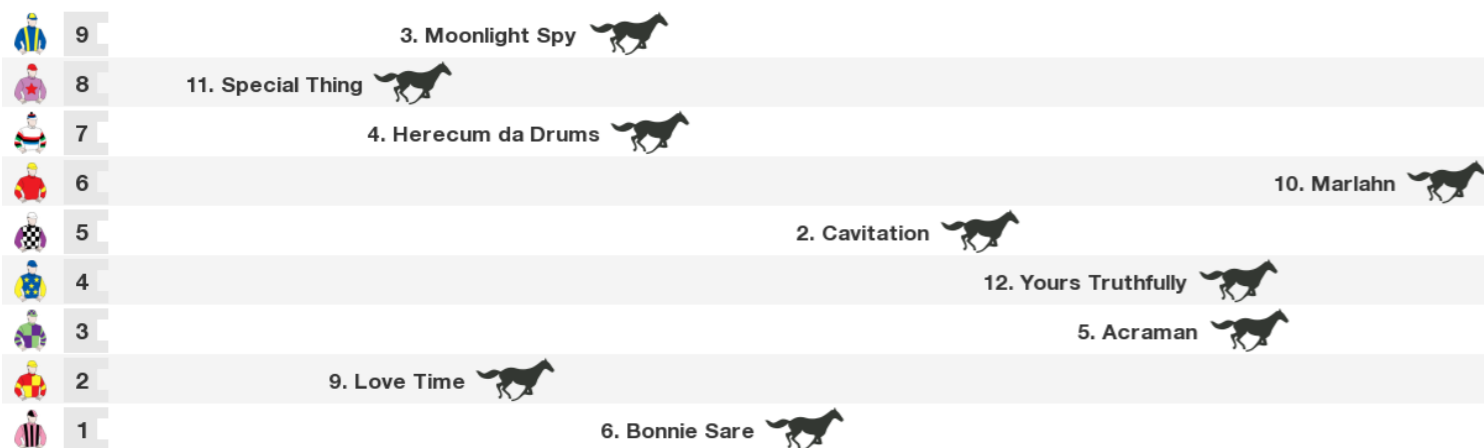 9 3. Moonlight Spy
8 11. Special Thing
7 4. Herecum da Drums
6 10. Marlahn
5 2. Cavitation
4 12. Yours Truthfully
3 5. Acraman
2 9. Love Time
1 6. Bonnie Sare